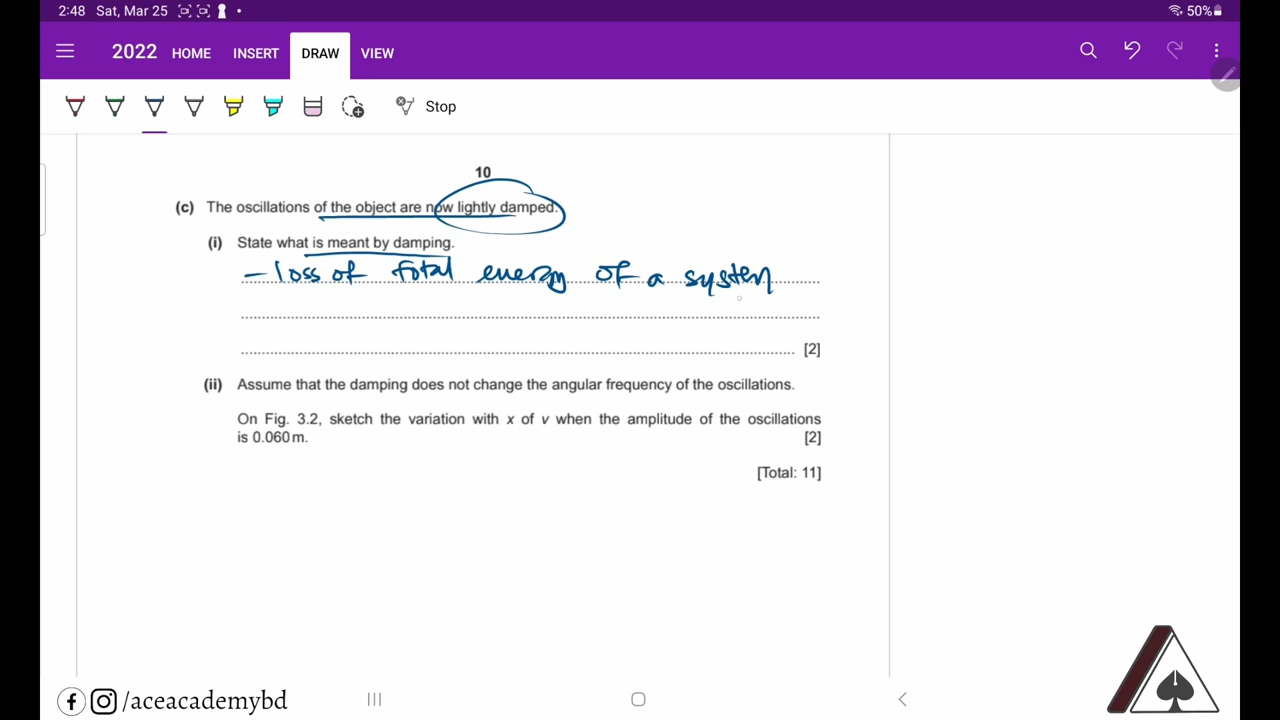 2:48 Sat, Mar 25
50%
2022 HOME INSERT DRAW VIEW
Stop
10
(c) The oscillations of the object are now lightly damped.
(i) State what is meant by damping.
– loss of total energy of a system
[2]
(ii) Assume that the damping does not change the angular frequency of the oscillations.
On Fig. 3.2, sketch the variation with x of v when the amplitude of the oscillations
is 0.060 m. [2]
[Total: 11]
/aceacademybd